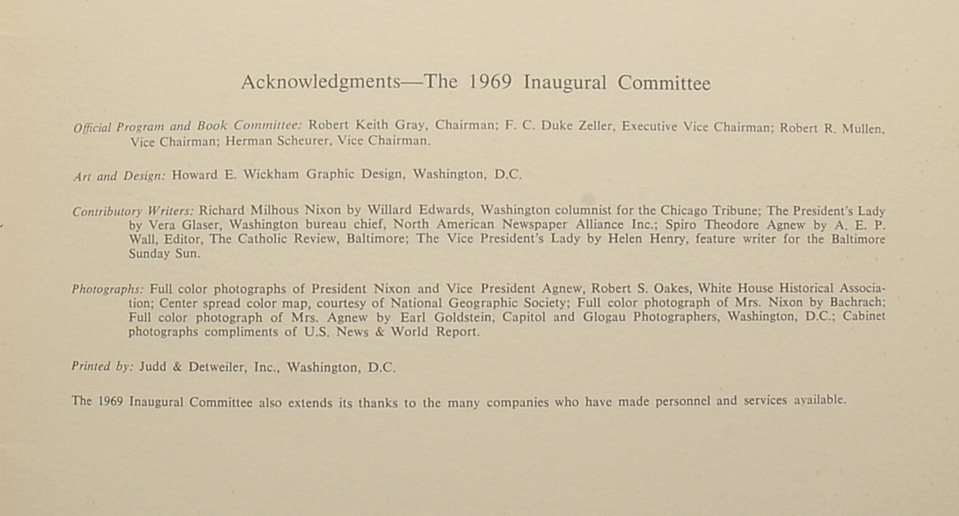 Acknowledgments—The 1969 Inaugural Committee
Official Program and Book Committee: Robert Keith Gray, Chairman; F. C. Duke Zeller, Executive Vice Chairman; Robert R. Mullen,
Vice Chairman; Herman Scheurer, Vice Chairman.
Art and Design: Howard E. Wickham Graphic Design, Washington, D.C.
Contributory Writers: Richard Milhous Nixon by Willard Edwards, Washington columnist for the Chicago Tribune; The President's Lady
by Vera Glaser, Washington bureau chief, North American Newspaper Alliance Inc.; Spiro Theodore Agnew by A. E. P.
Wall, Editor, The Catholic Review, Baltimore; The Vice President's Lady by Helen Henry, feature writer for the Baltimore
Sunday Sun.
Photographs: Full color photographs of President Nixon and Vice President Agnew, Robert S. Oakes, White House Historical Associa-
tion; Center spread color map, courtesy of National Geographic Society; Full color photograph of Mrs. Nixon by Bachrach;
Full color photograph of Mrs. Agnew by Earl Goldstein, Capitol and Glogau Photographers, Washington, D.C.; Cabinet
photographs compliments of U.S. News & World Report.
Printed by: Judd & Detweiler, Inc., Washington, D.C.
The 1969 Inaugural Committee also extends its thanks to the many companies who have made personnel and services available.